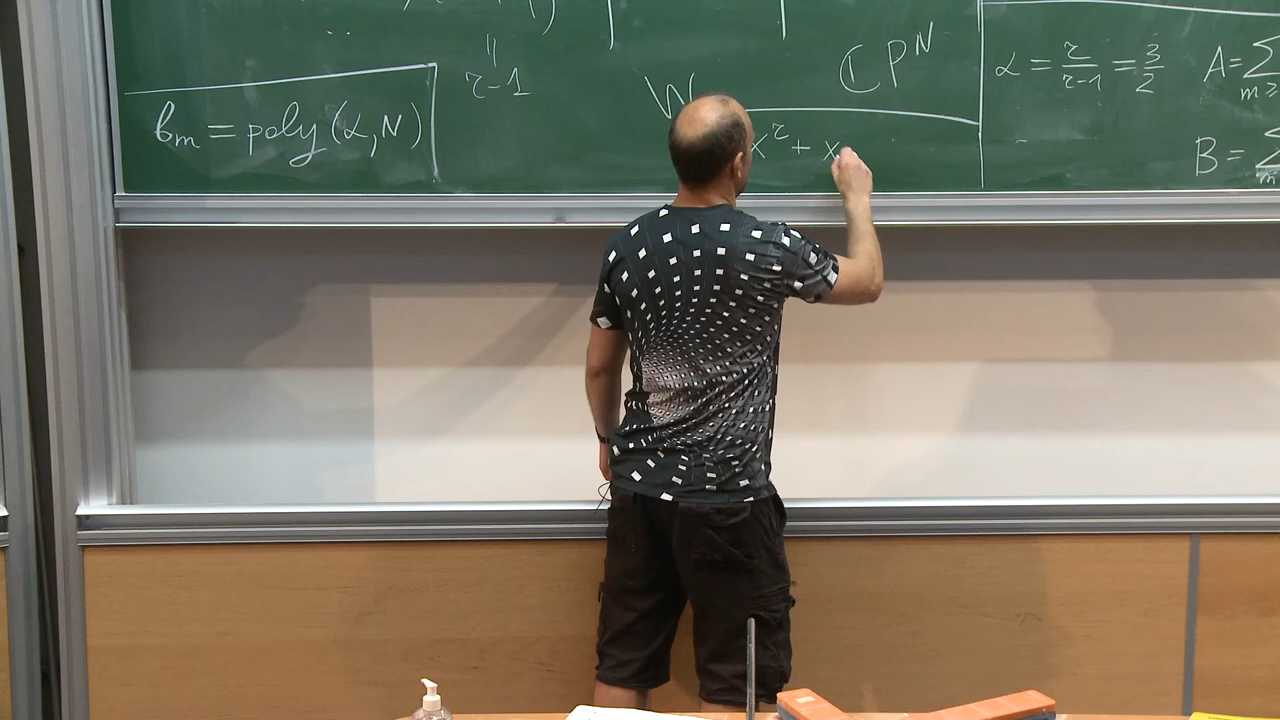 b_m = poly(α, N)
||
r-1
W
ℂP^N
x^r + x
α = r/(r-1) = 3/2
A = Σ
m ≥
B = Σ
m